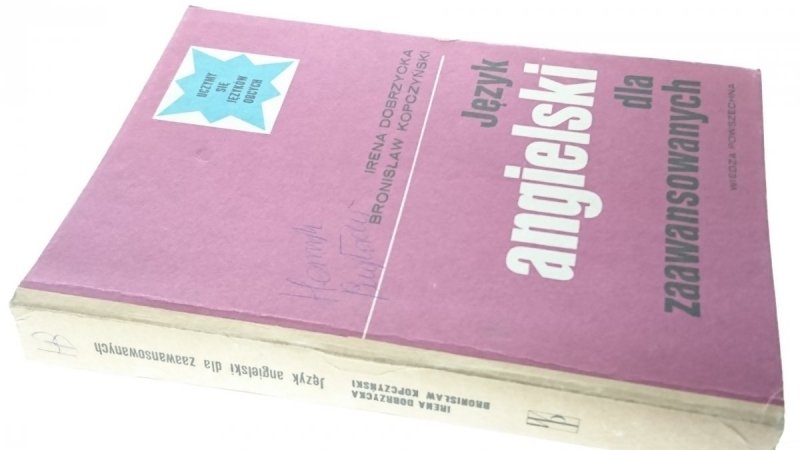 UCZYMY
SIĘ
JĘZYKÓW
OBCYCH
IRENA DOBRZYCKA
BRONISŁAW KOPCZYŃSKI
Język
angielski
dla
zaawansowanych
WIEDZA POWSZECHNA
Henryk
IRENA DOBRZYCKA
BRONISŁAW KOPCZYŃSKI
Język angielski dla zaawansowanych